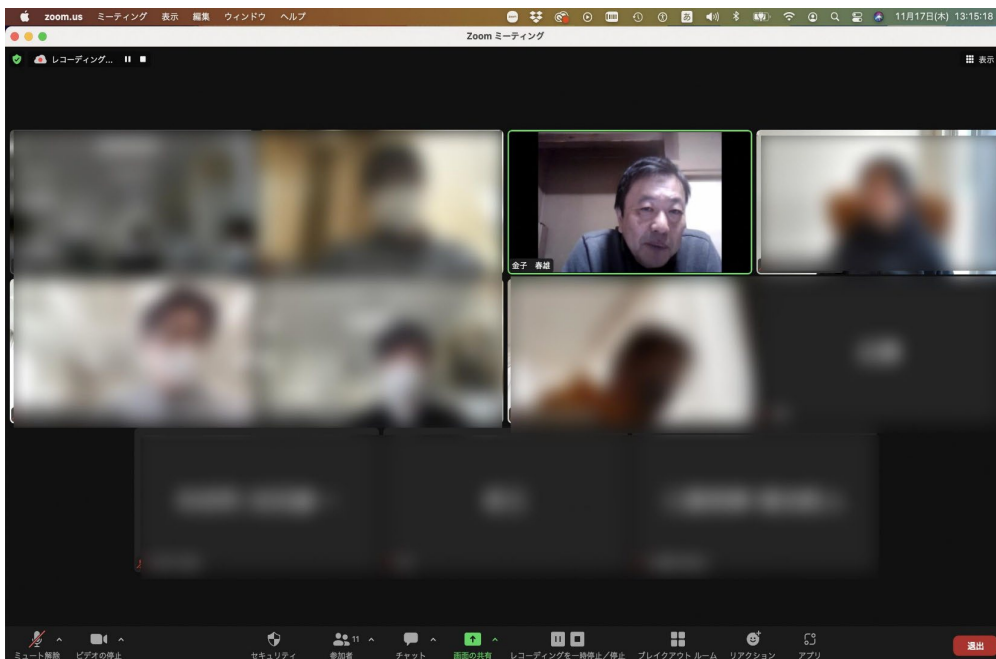 zoom.us ミーティング 表示 編集 ウィンドウ ヘルプ
あ
11月17日(木) 13:15:18
Zoom ミーティング
レコーディング...
表示
金子 春雄
ミュート解除
ビデオの停止
セキュリティ
11
参加者
チャット
画面の共有
レコーディングを一時停止/停止
ブレイクアウト ルーム
リアクション
アプリ
退出